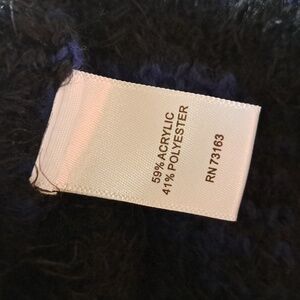 59% ACRYLIC
41% POLYESTER
RN 73163